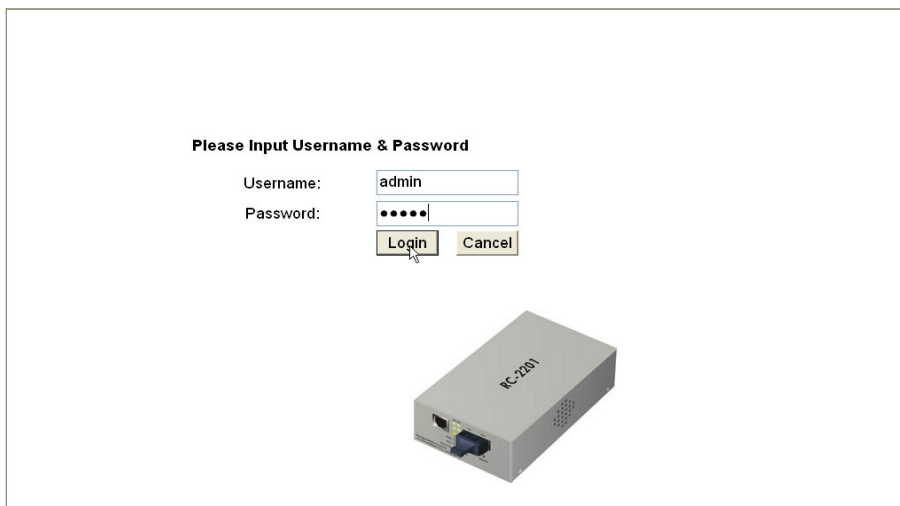 Please Input Username & Password
Username: admin
Password: •••••
Login Cancel
RC-2201